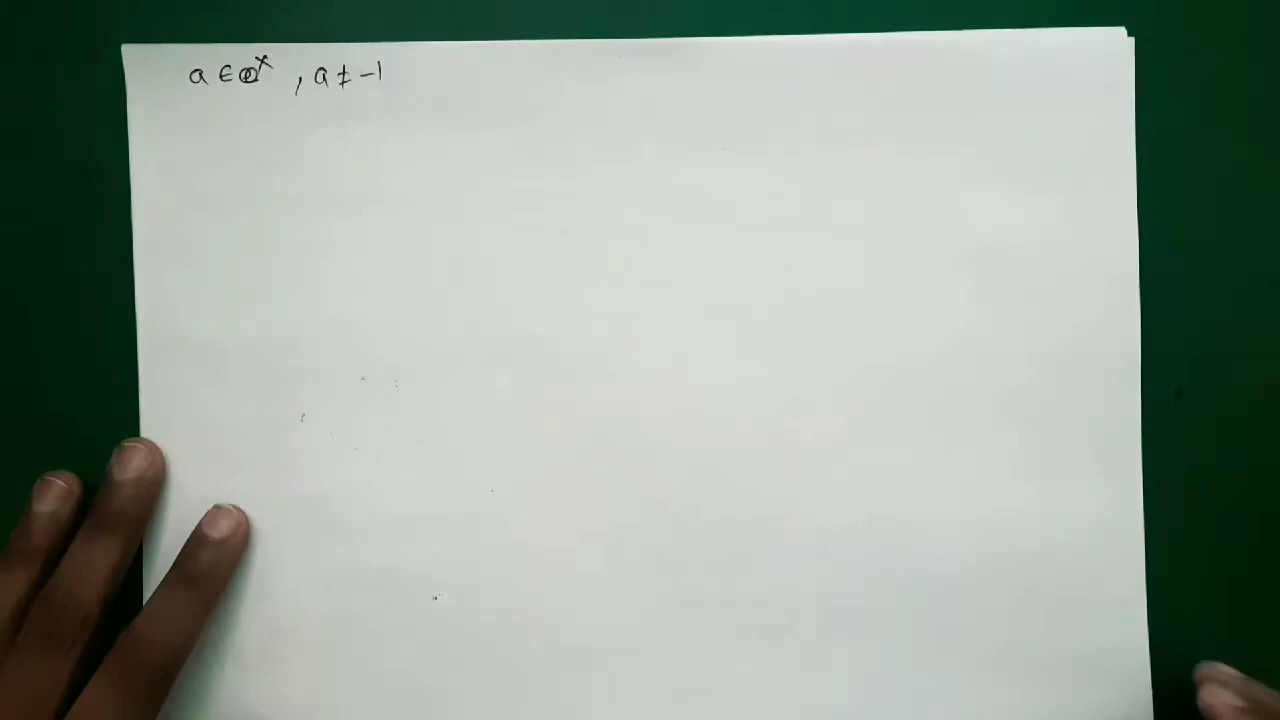 a ∈ ℚ^× , a ≠ -1